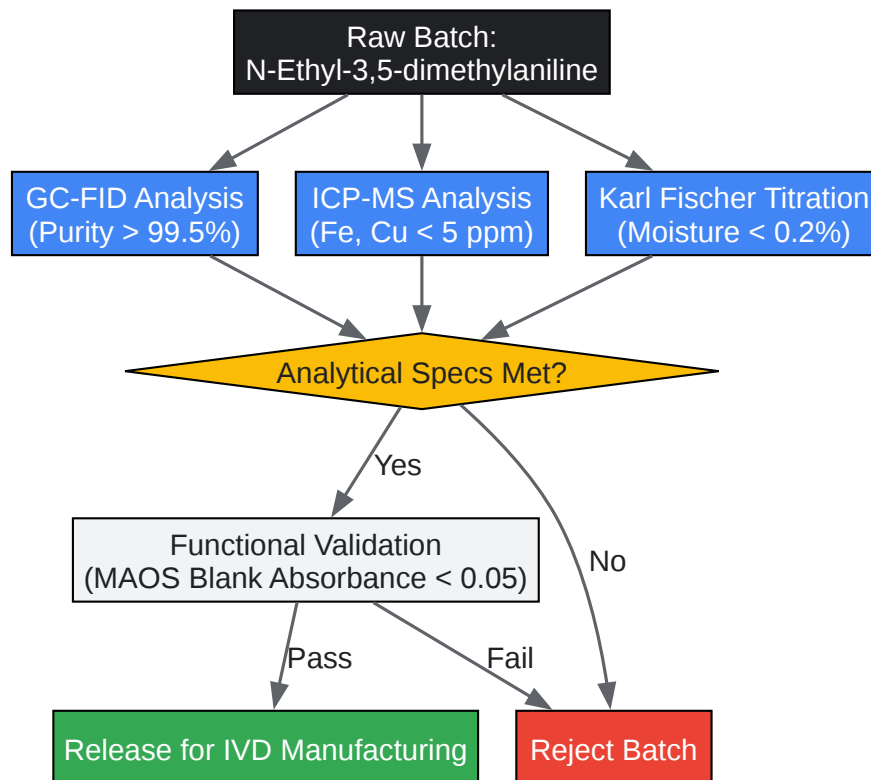 Raw Batch:
N-Ethyl-3,5-dimethylaniline
GC-FID Analysis
(Purity > 99.5%)
ICP-MS Analysis
(Fe, Cu < 5 ppm)
Karl Fischer Titration
(Moisture < 0.2%)
Analytical Specs Met?
Yes
No
Functional Validation
(MAOS Blank Absorbance < 0.05)
Pass
Fail
Release for IVD Manufacturing
Reject Batch